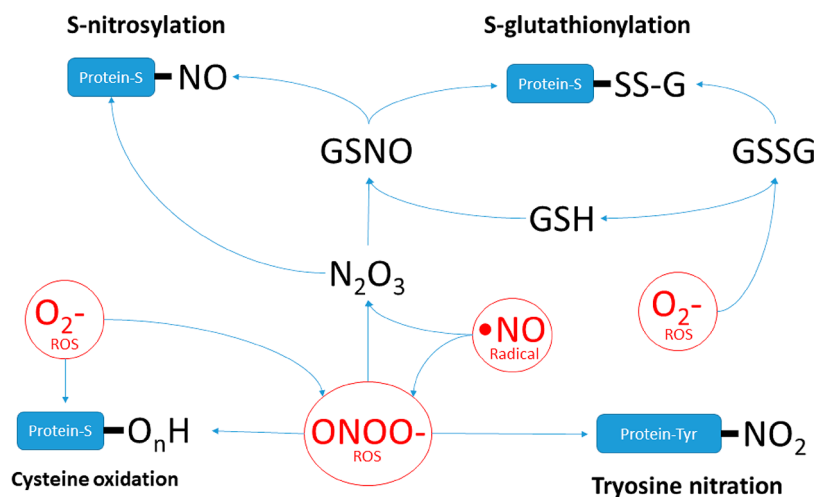 S-nitrosylation
S-glutathionylation
Protein-S
NO
Protein-S
SS-G
GSNO
GSSG
GSH
N₂O₃
O₂-
ROS
•NO
Radical
O₂-
ROS
Protein-S
OₙH
ONOO-
ROS
Protein-Tyr
NO₂
Cysteine oxidation
Tryosine nitration